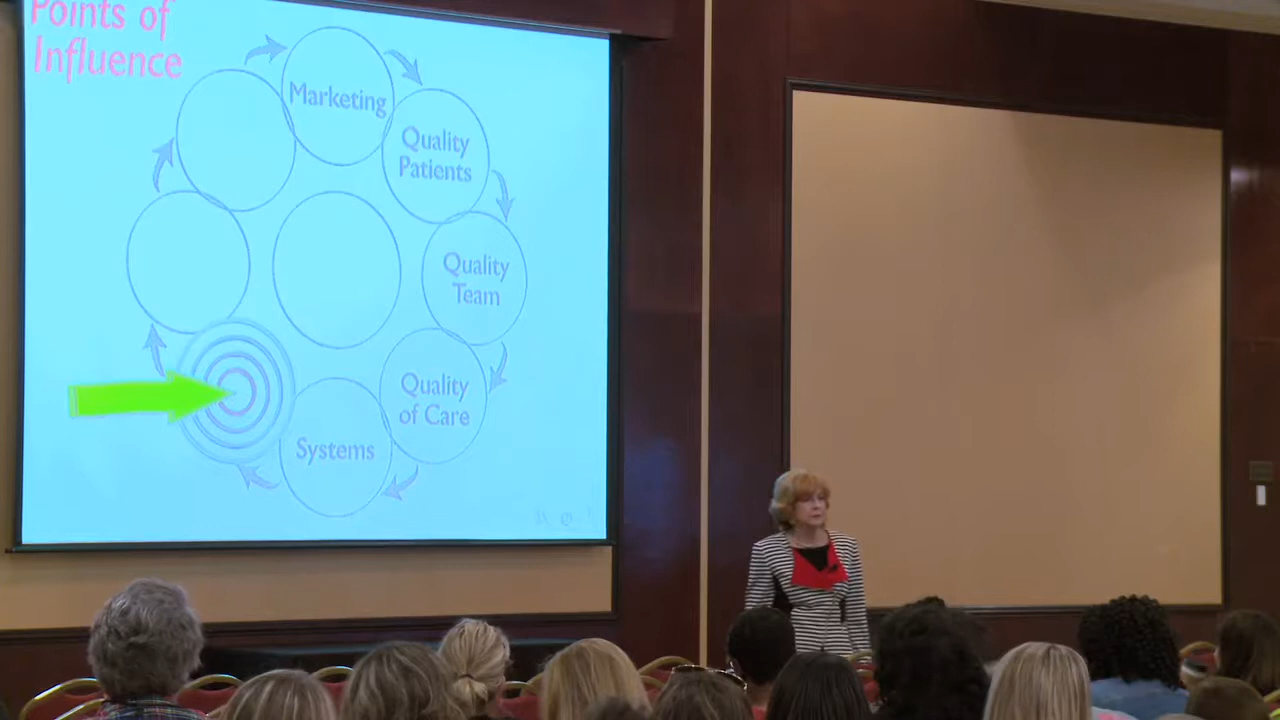 Points of
Influence
Marketing
Quality
Patients
Quality
Team
Quality
of Care
Systems